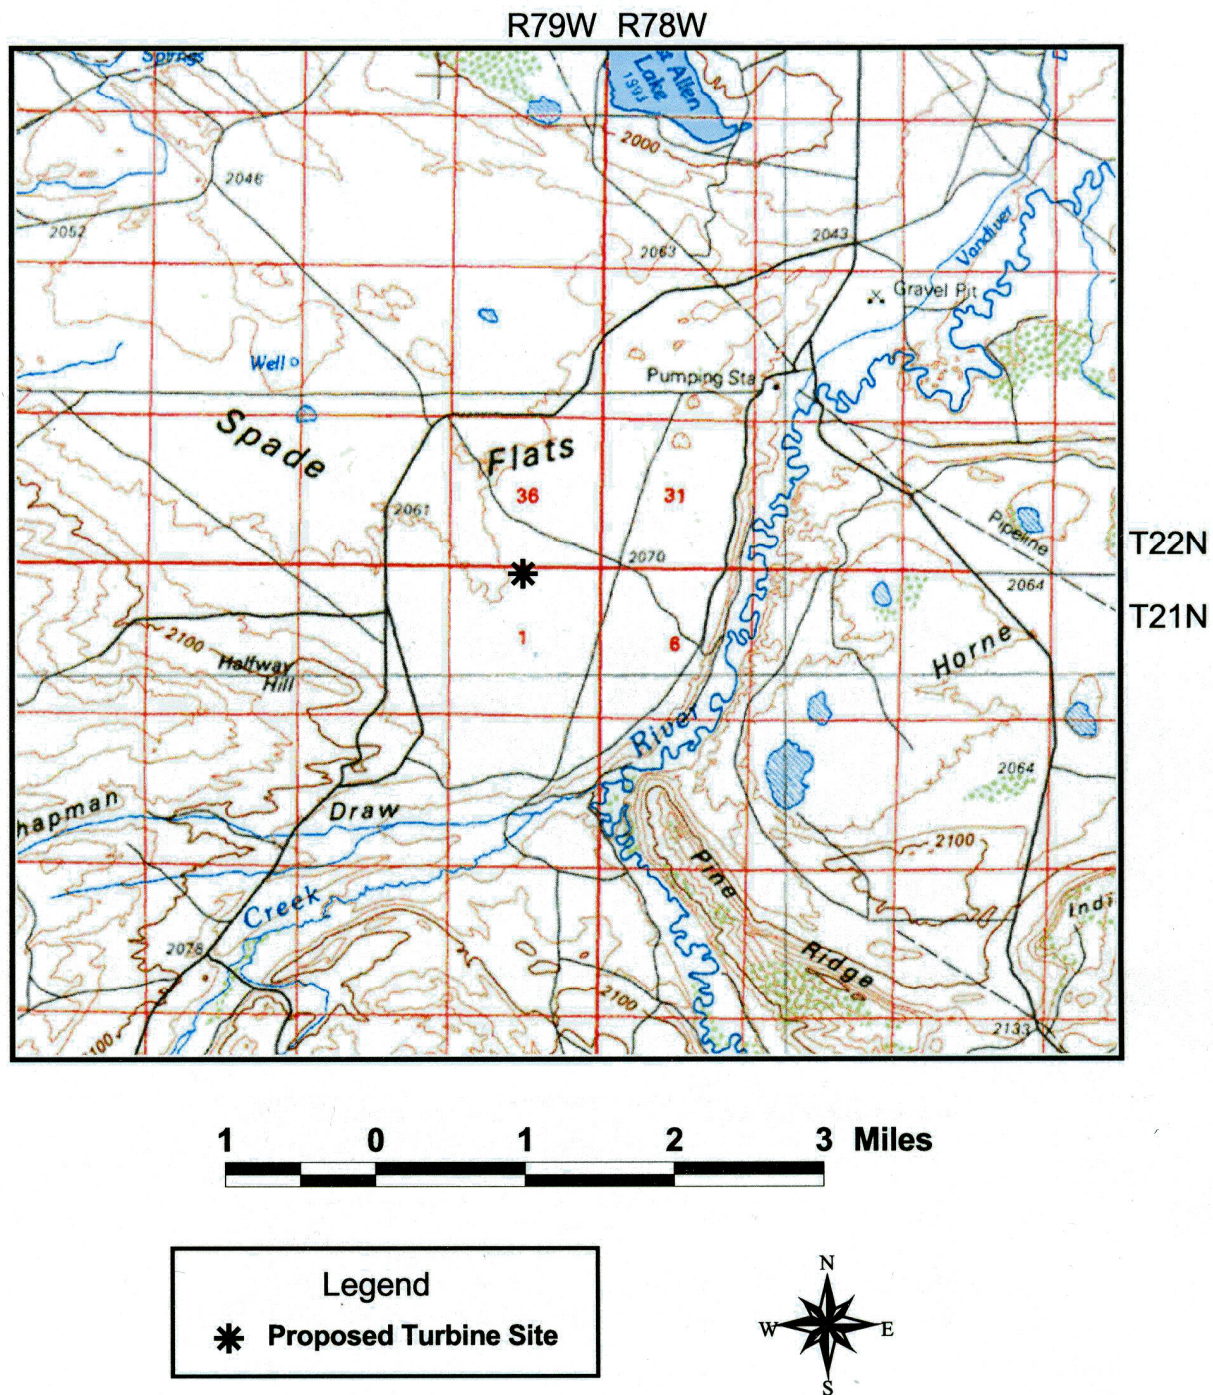 R79W R78W
Springs
Allen
Lake
1993
2000
2046
2052
2063
2043
Vandiver
Gravel Pit
Well
Pumping Sta
Spade
Flats
36
31
2061
2070
Pipeline
T22N
2064
T21N
1
6
2100
Halfway
Hill
Horne
River
2064
hapman
Draw
2100
Pine
Creek
Indi
2078
Ridge
2100
2133
100
1 0 1 2 3 Miles
Legend
Proposed Turbine Site
N
W E
S